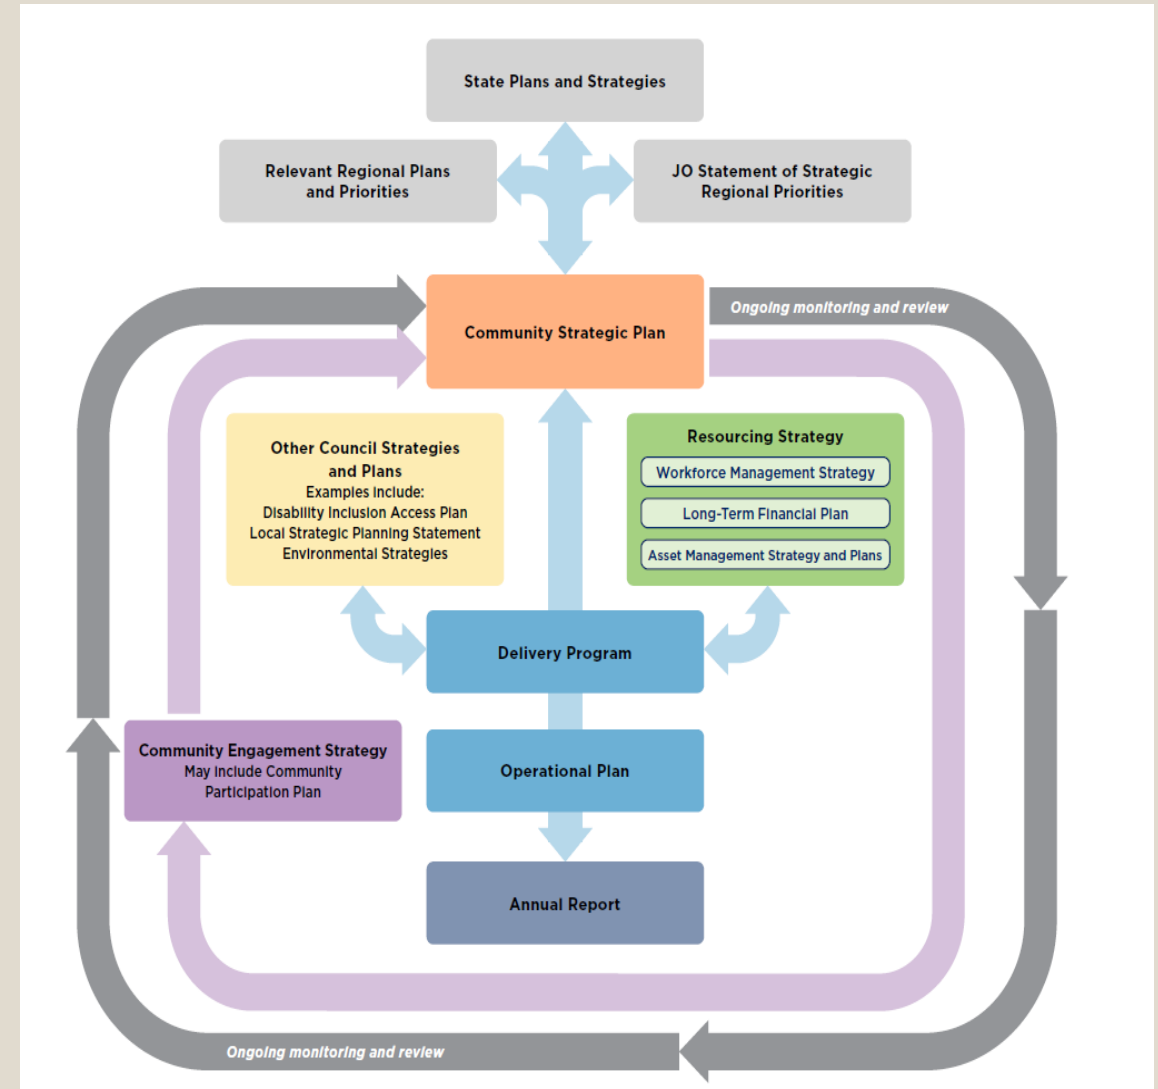 State Plans and Strategies
Relevant Regional Plans
and Priorities
JO Statement of Strategic
Regional Priorities
Community Strategic Plan
Ongoing monitoring and review
Other Council Strategies
and Plans
Examples include:
Disability Inclusion Access Plan
Local Strategic Planning Statement
Environmental Strategies
Resourcing Strategy
Workforce Management Strategy
Long-Term Financial Plan
Asset Management Strategy and Plans
Delivery Program
Community Engagement Strategy
May include Community
Participation Plan
Operational Plan
Annual Report
Ongoing monitoring and review